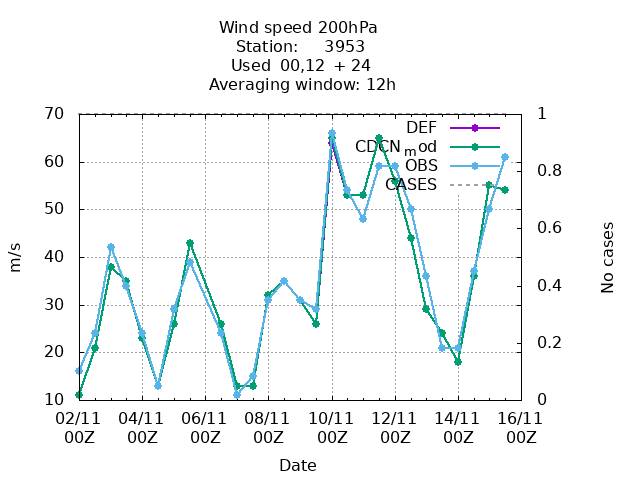 Wind speed 200hPa
Station: 3953
Used 00,12 + 24
Averaging window: 12h
70
60
50
40
30
20
10
m/s
1
0.8
0.6
0.4
0.2
0
No cases
DEF
CDCN_mod
OBS
CASES
02/11 04/11 06/11 08/11 10/11 12/11 14/11 16/11
00Z 00Z 00Z 00Z 00Z 00Z 00Z 00Z
Date